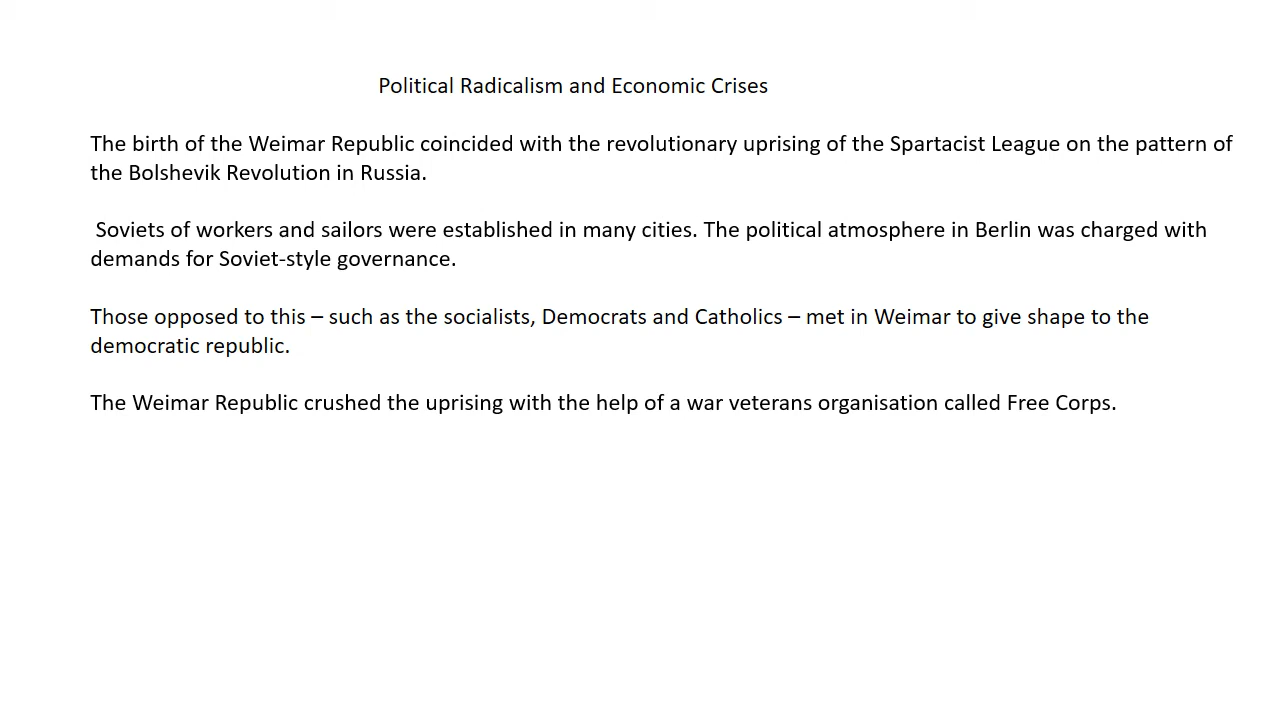 Political Radicalism and Economic Crises
The birth of the Weimar Republic coincided with the revolutionary uprising of the Spartacist League on the pattern of
the Bolshevik Revolution in Russia.
Soviets of workers and sailors were established in many cities. The political atmosphere in Berlin was charged with
demands for Soviet-style governance.
Those opposed to this – such as the socialists, Democrats and Catholics – met in Weimar to give shape to the
democratic republic.
The Weimar Republic crushed the uprising with the help of a war veterans organisation called Free Corps.